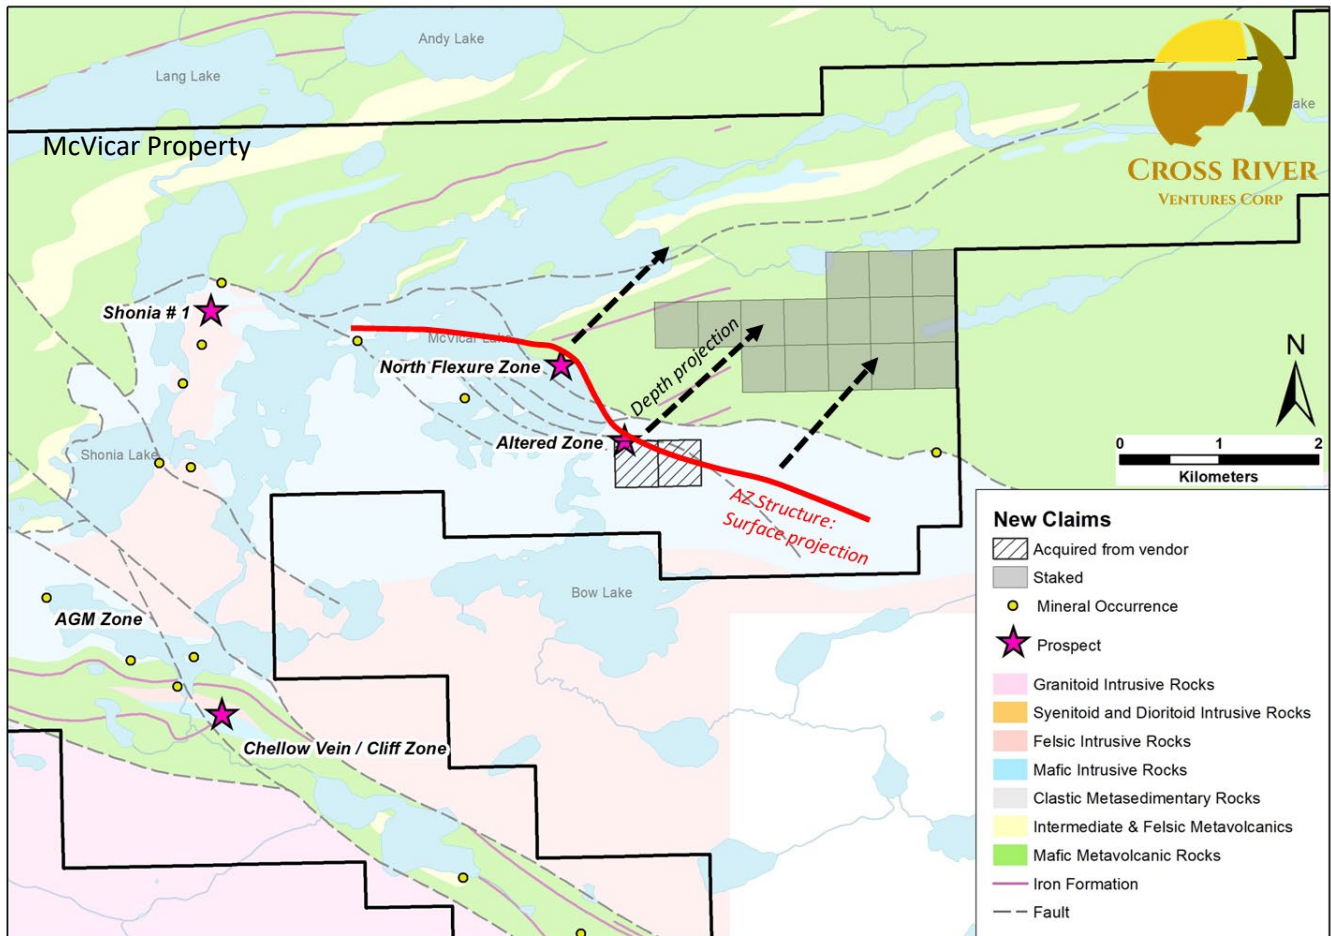 Andy Lake
Lang Lake
ake
McVicar Property
CROSS RIVER
VENTURES CORP
Shonia # 1
McVicar Lake
North Flexure Zone
Depth projection
N
Altered Zone
Shonia Lake
0 1 2
Kilometers
AZ Structure:
Surface projection
New Claims
Acquired from vendor
Staked
Bow Lake
Mineral Occurrence
AGM Zone
Prospect
Granitoid Intrusive Rocks
Syenitoid and Dioritoid Intrusive Rocks
Felsic Intrusive Rocks
Chellow Vein / Cliff Zone
Mafic Intrusive Rocks
Clastic Metasedimentary Rocks
Intermediate & Felsic Metavolcanics
Mafic Metavolcanic Rocks
Iron Formation
Fault